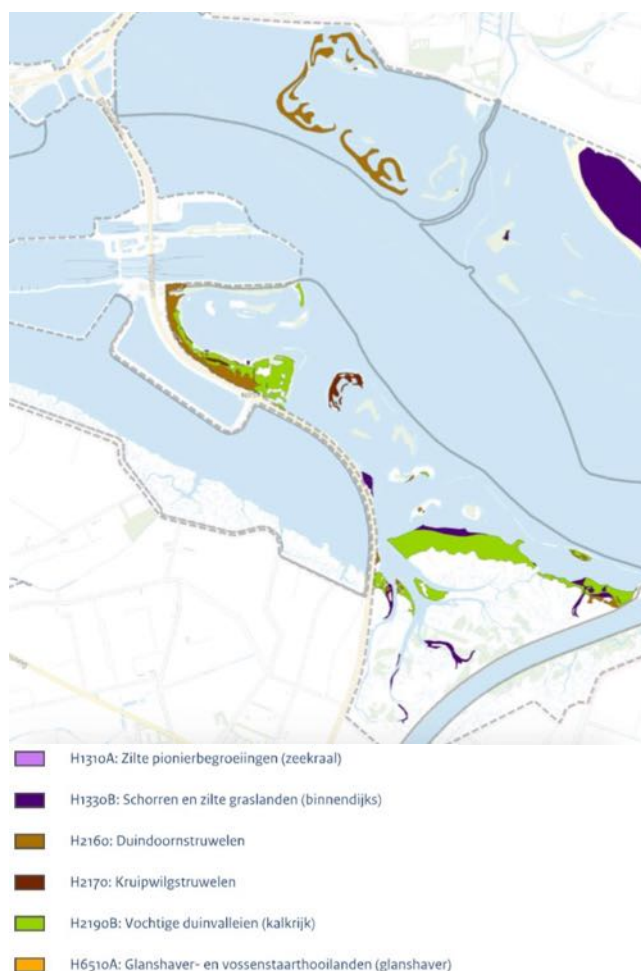 H1310A: Zilte pionierbegroeiingen (zeekraal)
H1330B: Schorren en zilte graslanden (binnendijks)
H2160: Duindoornstruwelen
H2170: Kruipwilgstruwelen
H2190B: Vochtige duinvalleien (kalkrijk)
H6510A: Glanshaver- en vossenstaarthooilanden (glanshaver)